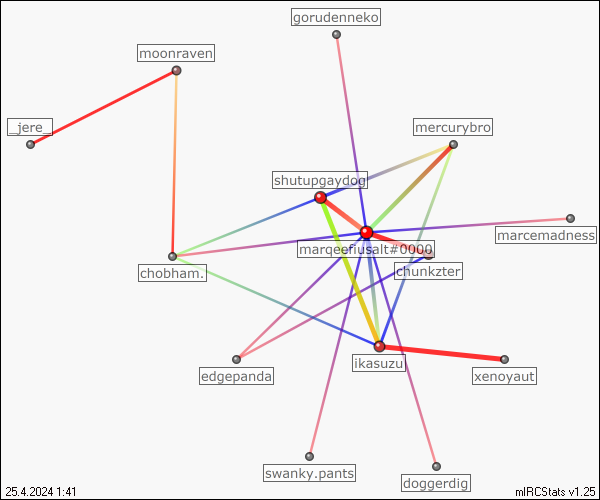 gorudenneko
moonraven
_jere_
mercurybro
shutupgaydog
marcemadness
marqeefiusalt#0000
chunkzter
chobham.
ikasuzu
edgepanda
xenoyaut
swanky.pants
doggerdig
25.4.2024 1:41
mIRCStats v1.25